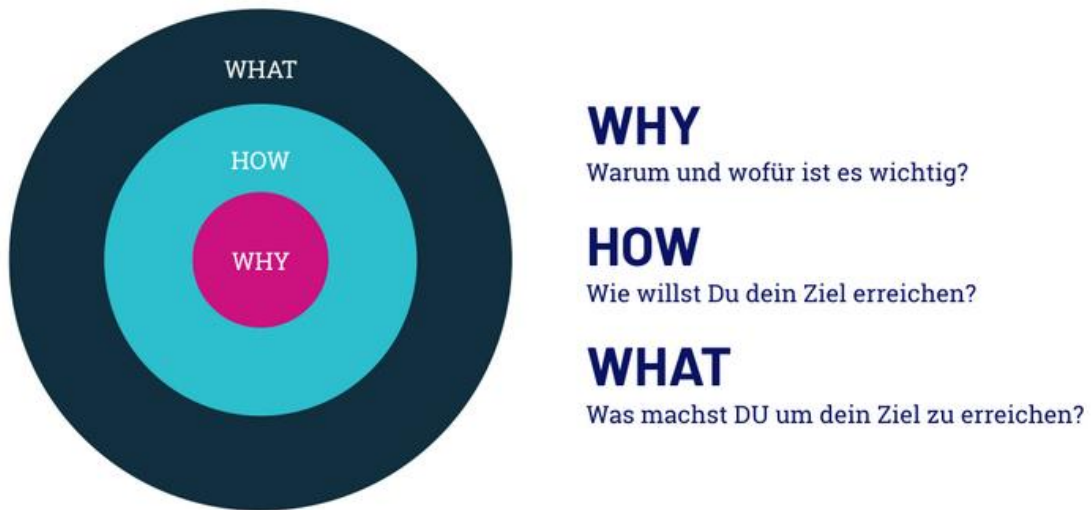 WHAT
HOW
WHY
WHY
Warum und wofür ist es wichtig?
HOW
Wie willst Du dein Ziel erreichen?
WHAT
Was machst DU um dein Ziel zu erreichen?